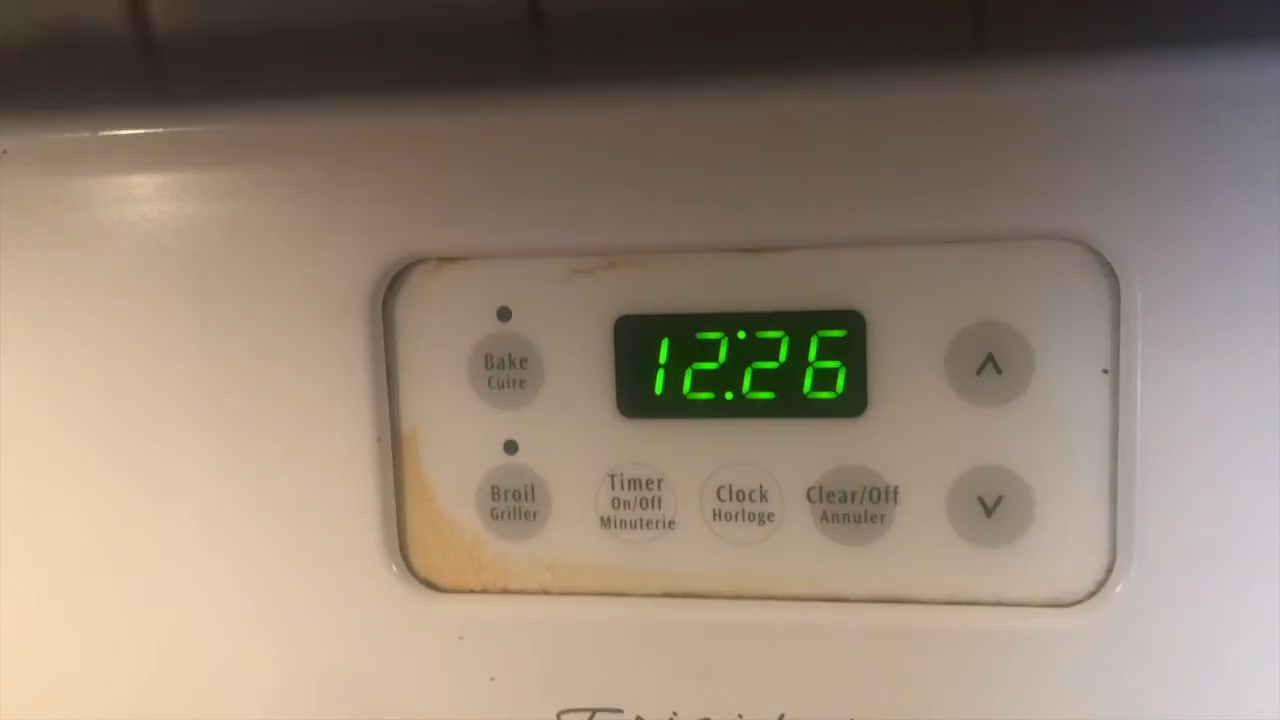 12:26
Bake
Cuire
Broil
Griller
Timer
On/Off
Minuterie
Clock
Horloge
Clear/Off
Annuler